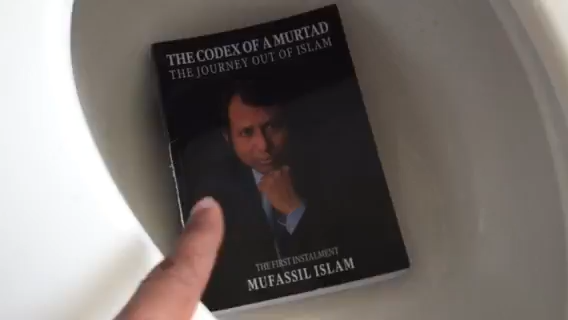 THE CODEX OF A MURTAD
THE JOURNEY OUT OF ISLAM
THE FIRST INSTALMENT
MUFASSIL ISLAM